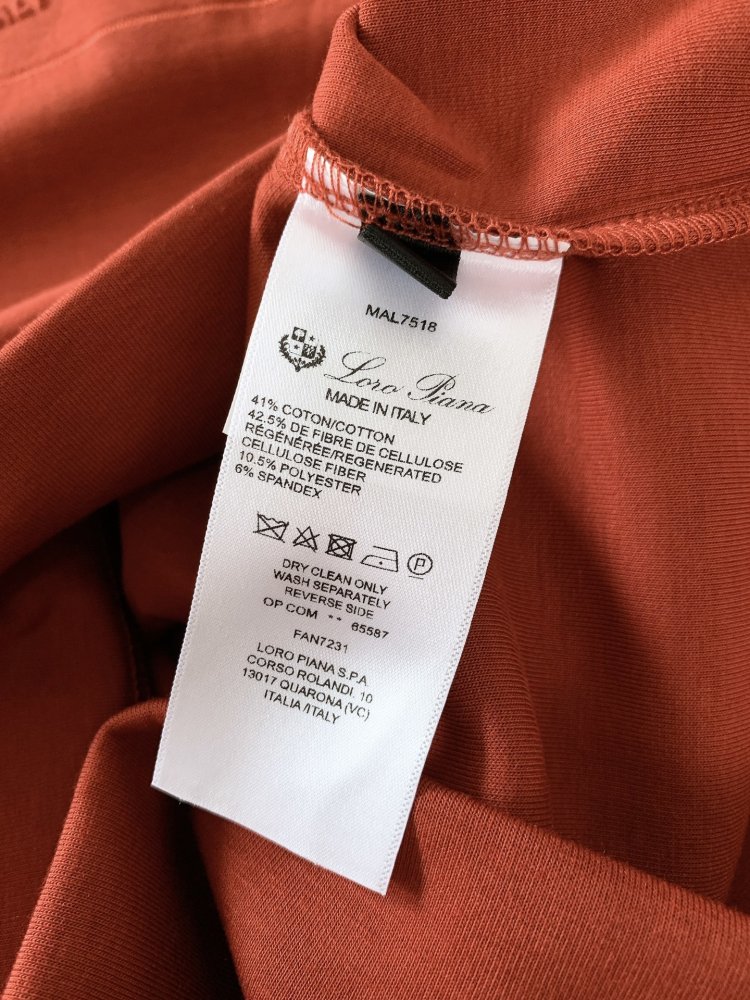 MAL7518
Loro Piana
MADE IN ITALY
41% COTON/COTTON
42.5% DE FIBRE DE CELLULOSE
RÉGÉNÉRÉE/REGENERATED
CELLULOSE FIBER
10.5% POLYESTER
6% SPANDEX
P
DRY CLEAN ONLY
WASH SEPARATELY
REVERSE SIDE
OP COM ** 65587
FAN7231
LORO PIANA S.P.A.
CORSO ROLANDI, 10
13017 QUARONA (VC)
ITALIA /ITALY